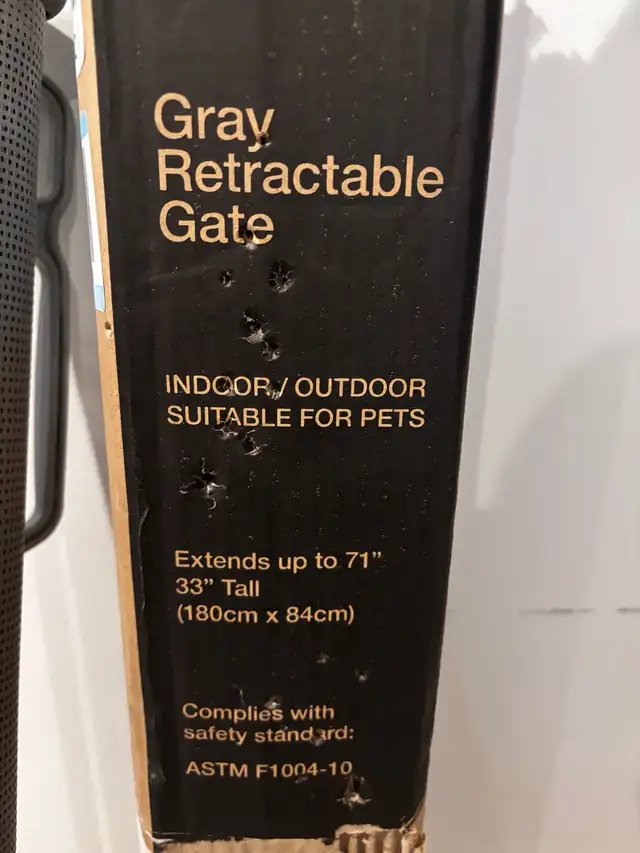 Gray
Retractable
Gate
INDOOR / OUTDOOR
SUITABLE FOR PETS
Extends up to 71”
33” Tall
(180cm x 84cm)
Complies with
safety standard:
ASTM F1004-10